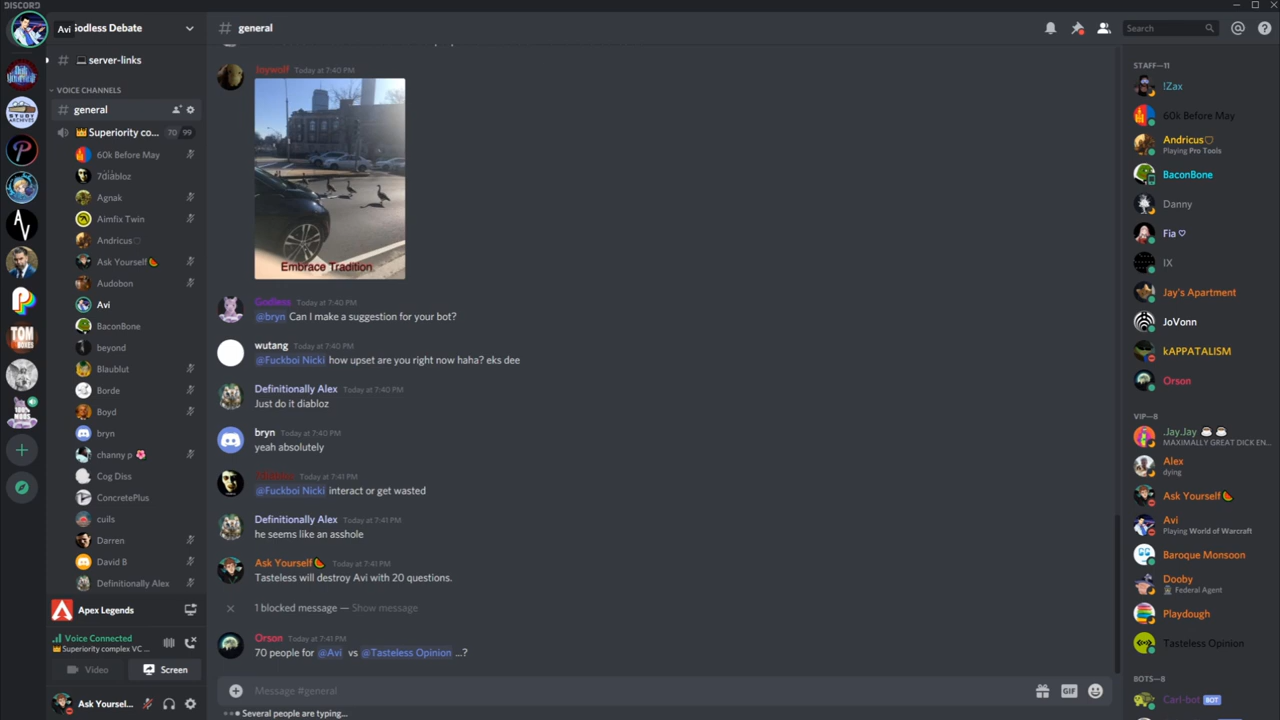 DISCORD
Avi
Godless Debate
# general
Search
server-links
VOICE CHANNELS
# general
Superiority co... 70 99
60k Before May
7diabloz
Agnak
Aimfix Twin
Andricus
Ask Yourself
Audobon
Avi
BaconBone
beyond
Blaublut
Borde
Boyd
bryn
channy p
Cog Diss
ConcretePlus
cuils
Darren
David B
Definitionally Alex
Apex Legends
Voice Connected
Superiority complex VC ...
Video
Screen
Ask Yoursel...
Today at 7:40 PM
Embrace Tradition
Godless Today at 7:40 PM
@bryn Can I make a suggestion for your bot?
wutang Today at 7:40 PM
@Fuckboi Nicki how upset are you right now haha? eks dee
Definitionally Alex Today at 7:40 PM
Just do it diabloz
bryn Today at 7:40 PM
yeah absolutely
7diabloz Today at 7:41 PM
@Fuckboi Nicki interact or get wasted
Definitionally Alex Today at 7:41 PM
he seems like an asshole
Ask Yourself Today at 7:41 PM
Tasteless will destroy Avi with 20 questions.
1 blocked message — Show message
Orson Today at 7:41 PM
70 people for @Avi vs @Tasteless Opinion ...?
Message #general
GIF
Several people are typing...
STAFF—11
!Zax
60k Before May
Andricus
Playing Pro Tools
BaconBone
Danny
Fia
IX
Jay's Apartment
JoVonn
kAPPATALISM
Orson
VIP—8
.Jay.Jay
MAXIMALLY GREAT DICK EN...
Alex
dying
Ask Yourself
Avi
Playing World of Warcraft
Baroque Monsoon
Dooby
Federal Agent
Playdough
Tasteless Opinion
BOTS—8
Carl-bot BOT